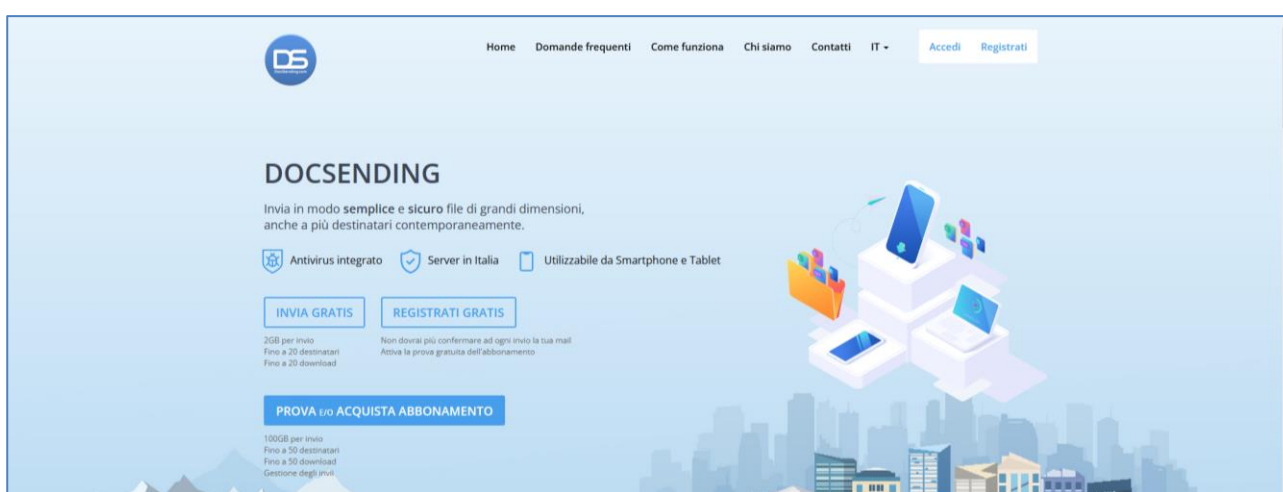 DS
DocSending.com
Home Domande frequenti Come funziona Chi siamo Contatti IT Accedi Registrati
DOCSENDING
Invia in modo semplice e sicuro file di grandi dimensioni,
anche a più destinatari contemporaneamente.
Antivirus integrato Server in Italia Utilizzabile da Smartphone e Tablet
INVIA GRATIS REGISTRATI GRATIS
2GB per invio Non dovrai più confermare ad ogni invio la tua mail
Fino a 20 destinatari Attiva la prova gratuita dell'abbonamento
Fino a 20 download
PROVA E/O ACQUISTA ABBONAMENTO
100GB per invio
Fino a 50 destinatari
Fino a 50 download
Gestione degli invii